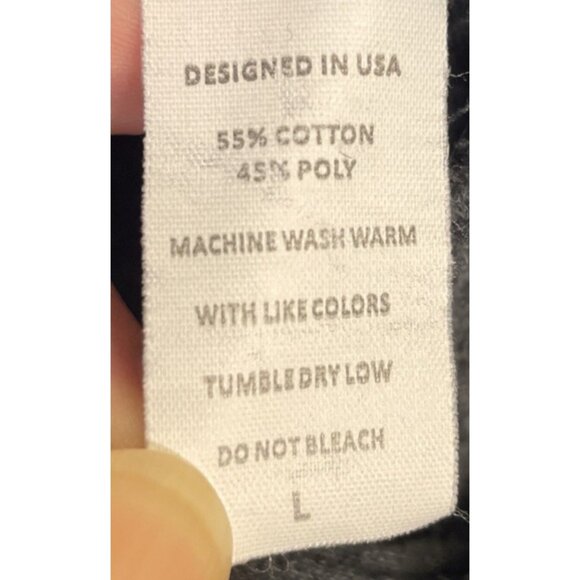 DESIGNED IN USA
55% COTTON
45% POLY
MACHINE WASH WARM
WITH LIKE COLORS
TUMBLE DRY LOW
DO NOT BLEACH
L